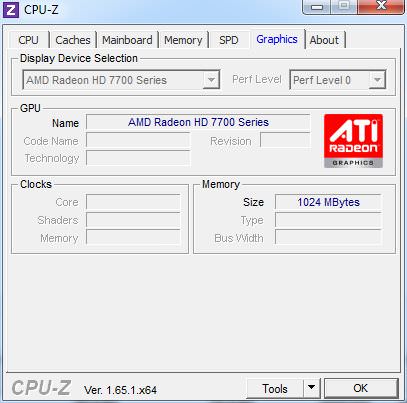 Z CPU-Z
CPU Caches Mainboard Memory SPD Graphics About
Display Device Selection
AMD Radeon HD 7700 Series Perf Level Perf Level 0
GPU
Name AMD Radeon HD 7700 Series
Code Name Revision
Technology
ATI
RADEON
GRAPHICS
Clocks
Core
Shaders
Memory
Memory
Size 1024 MBytes
Type
Bus Width
CPU-Z Ver. 1.65.1.x64 Tools OK